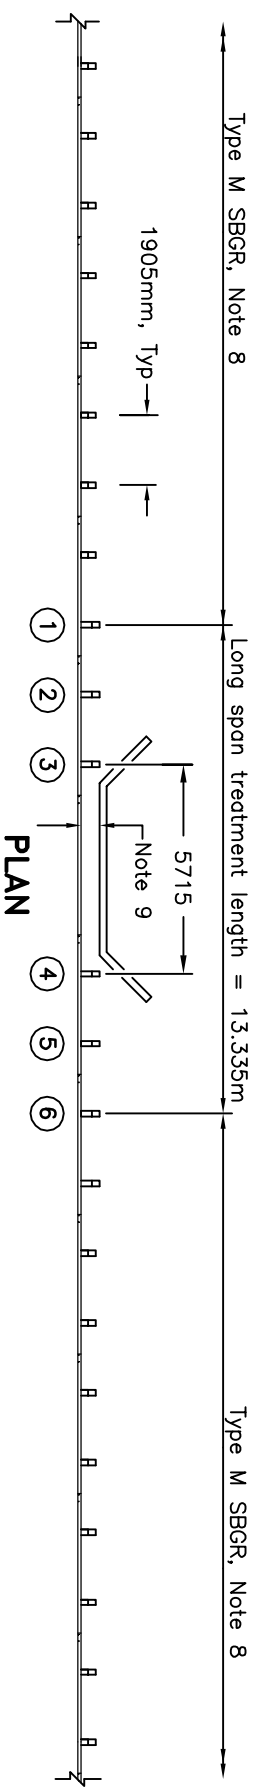 Type M SBGR, Note 8
Long span treatment length = 13.335m
Type M SBGR, Note 8
1905mm, Typ
5715
Note 9
1
2
3
4
5
6
PLAN